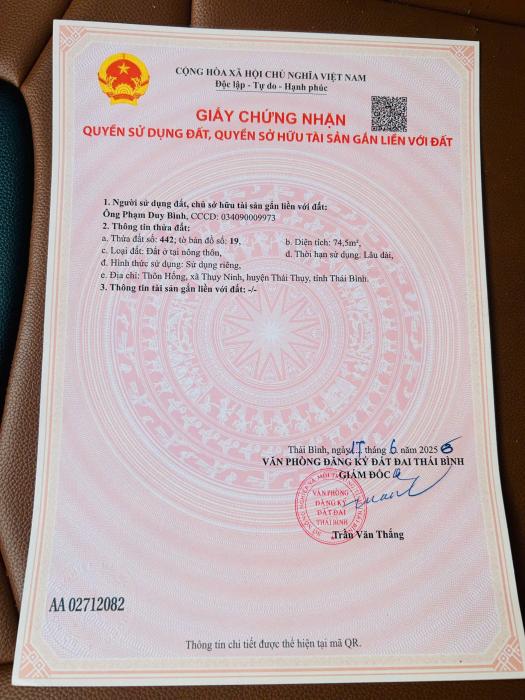 CỘNG HÒA XÃ HỘI CHỦ NGHĨA VIỆT NAM
Độc lập - Tự do - Hạnh phúc
GIẤY CHỨNG NHẬN
QUYỀN SỬ DỤNG ĐẤT, QUYỀN SỞ HỮU TÀI SẢN GẮN LIỀN VỚI ĐẤT
1. Người sử dụng đất, chủ sở hữu tài sản gắn liền với đất:
Ông Phạm Duy Bình, CCCD: 034090009973
2. Thông tin thửa đất:
a. Thửa đất số: 442; tờ bản đồ số: 19, b. Diện tích: 74,5m²,
c. Loại đất: Đất ở tại nông thôn, d. Thời hạn sử dụng: Lâu dài,
đ. Hình thức sử dụng: Sử dụng riêng,
e. Địa chỉ: Thôn Hồng, xã Thụy Ninh, huyện Thái Thụy, tỉnh Thái Bình.
3. Thông tin tài sản gắn liền với đất: -/-
Thái Bình, ngày tháng 6 năm 2025
VĂN PHÒNG ĐĂNG KÝ ĐẤT ĐAI THÁI BÌNH
GIÁM ĐỐC
VĂN PHÒNG
ĐĂNG KÝ
ĐẤT ĐAI
THÁI BÌNH
Trần Văn Thắng
AA 02712082
Thông tin chi tiết được thể hiện tại mã QR.